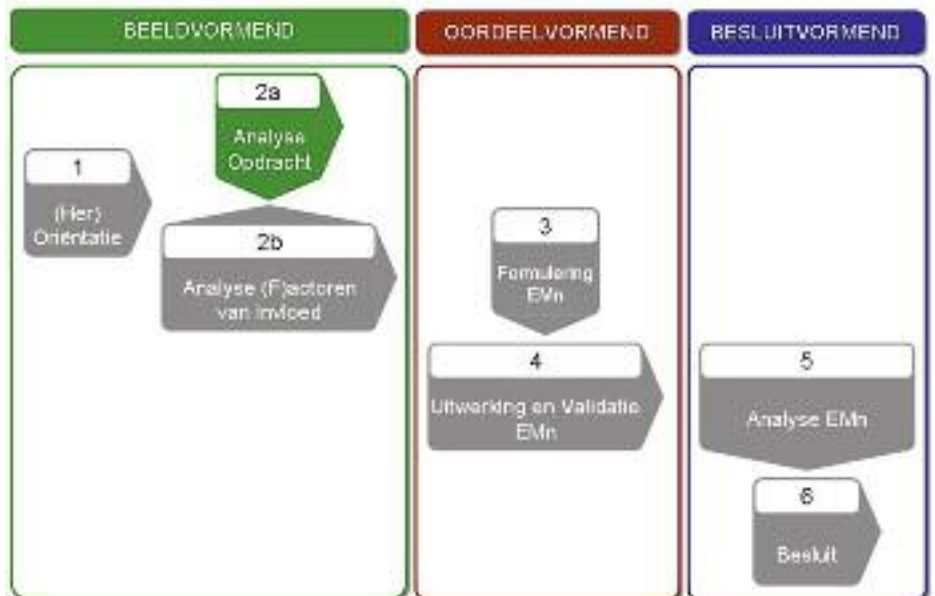 BEELDVORMEND
OORDEELVORMEND
BESLUITVORMEND
1
(Her)
Oriëntatie
2a
Analyse
Opdracht
2b
Analyse (F)actoren
van Invloed
3
Formulering
EMn
4
Uitwerking en Validatie
EMn
5
Analyse EMn
6
Besluit